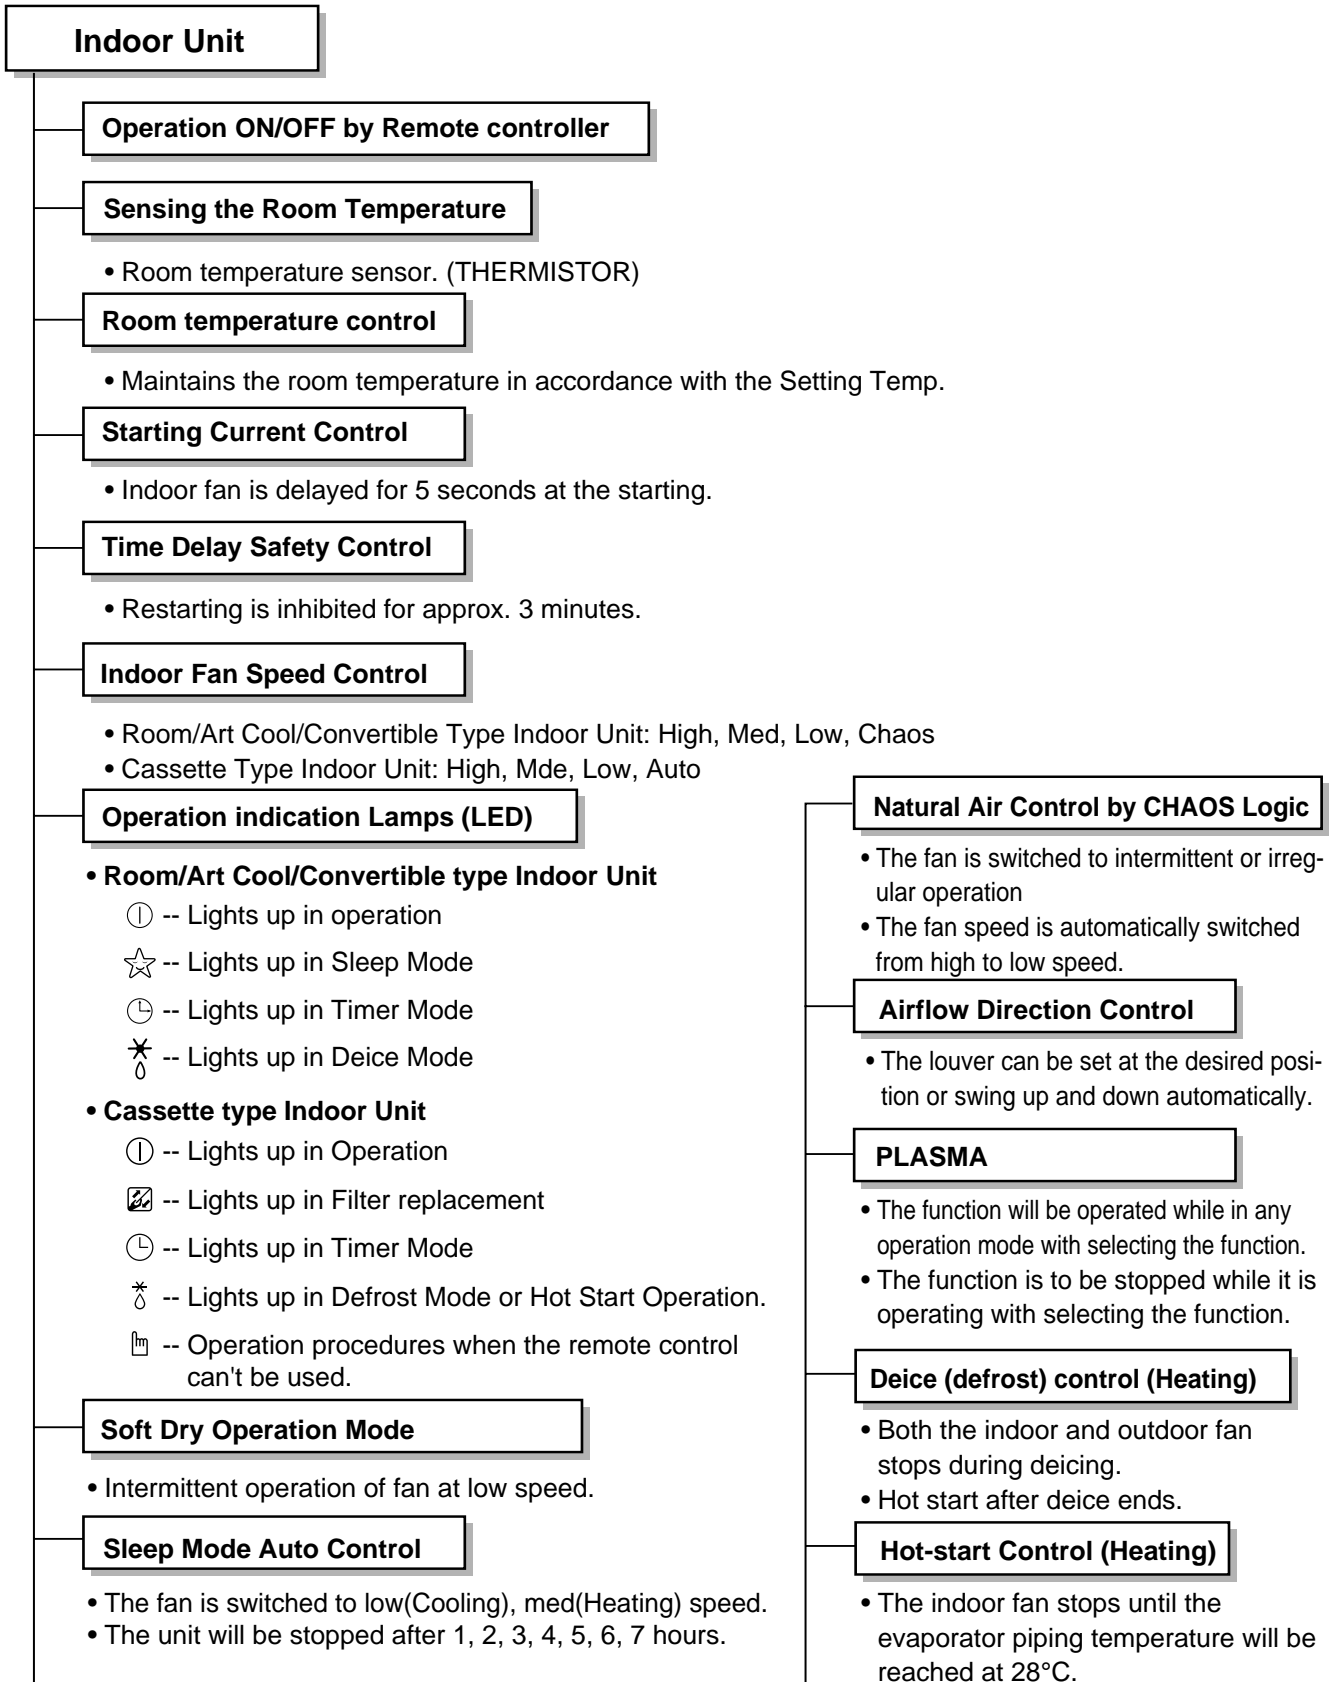 Indoor Unit
Operation ON/OFF by Remote controller
Sensing the Room Temperature
• Room temperature sensor. (THERMISTOR)
Room temperature control
• Maintains the room temperature in accordance with the Setting Temp.
Starting Current Control
• Indoor fan is delayed for 5 seconds at the starting.
Time Delay Safety Control
• Restarting is inhibited for approx. 3 minutes.
Indoor Fan Speed Control
• Room/Art Cool/Convertible Type Indoor Unit: High, Med, Low, Chaos
• Cassette Type Indoor Unit: High, Mde, Low, Auto
Operation indication Lamps (LED)
• Room/Art Cool/Convertible type Indoor Unit
-- Lights up in operation
-- Lights up in Sleep Mode
-- Lights up in Timer Mode
-- Lights up in Deice Mode
• Cassette type Indoor Unit
-- Lights up in Operation
-- Lights up in Filter replacement
-- Lights up in Timer Mode
-- Lights up in Defrost Mode or Hot Start Operation.
-- Operation procedures when the remote control
can't be used.
Soft Dry Operation Mode
• Intermittent operation of fan at low speed.
Sleep Mode Auto Control
• The fan is switched to low(Cooling), med(Heating) speed.
• The unit will be stopped after 1, 2, 3, 4, 5, 6, 7 hours.
Natural Air Control by CHAOS Logic
• The fan is switched to intermittent or irreg-
ular operation
• The fan speed is automatically switched
from high to low speed.
Airflow Direction Control
• The louver can be set at the desired posi-
tion or swing up and down automatically.
PLASMA
• The function will be operated while in any
operation mode with selecting the function.
• The function is to be stopped while it is
operating with selecting the function.
Deice (defrost) control (Heating)
• Both the indoor and outdoor fan
stops during deicing.
• Hot start after deice ends.
Hot-start Control (Heating)
• The indoor fan stops until the
evaporator piping temperature will be
reached at 28°C.